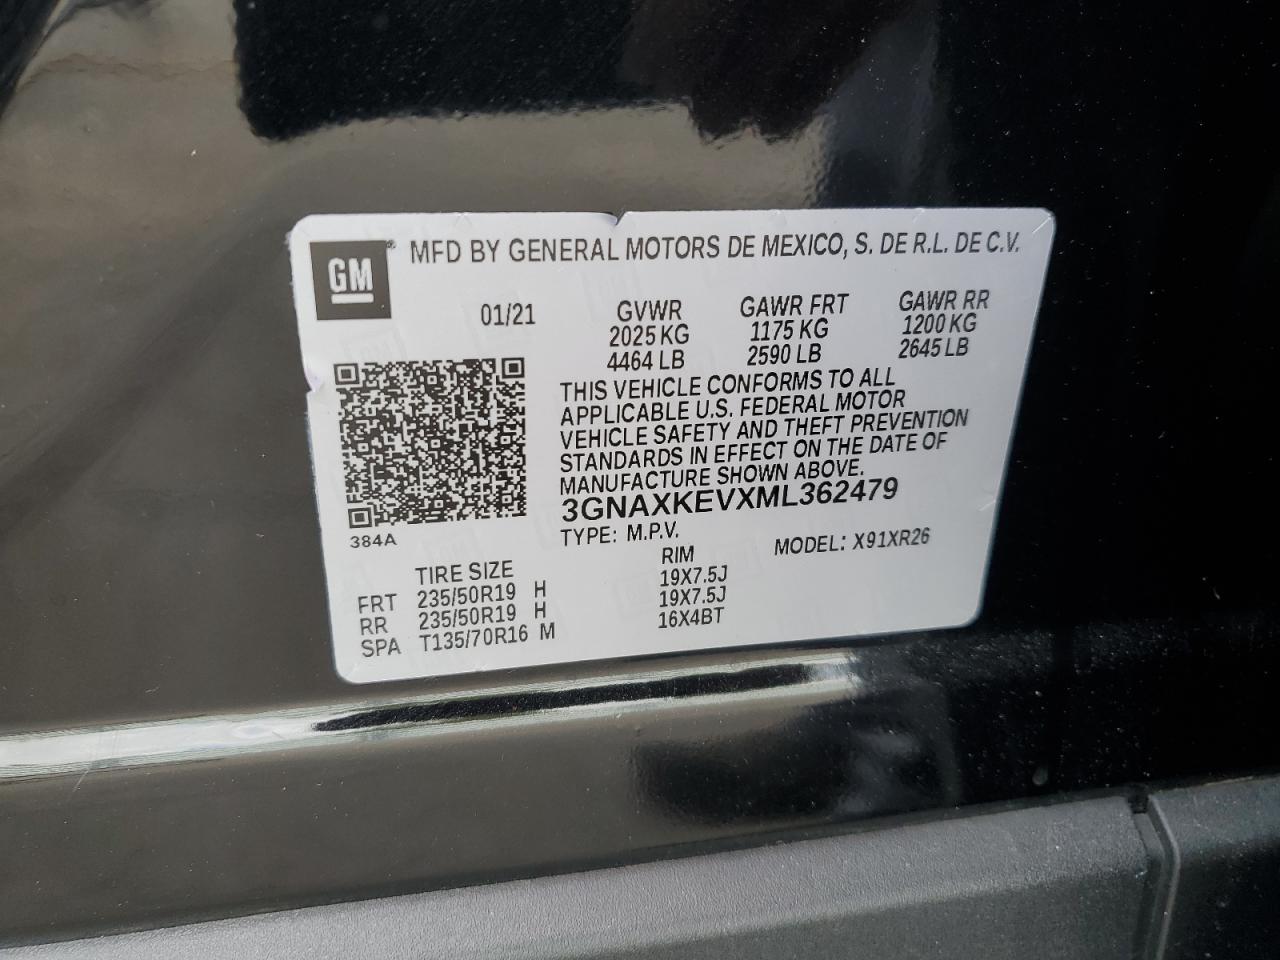 GM® MFD BY GENERAL MOTORS DE MEXICO, S. DE R.L. DE C.V.
01/21 GVWR GAWR FRT GAWR RR
2025 KG 1175 KG 1200 KG
4464 LB 2590 LB 2645 LB
THIS VEHICLE CONFORMS TO ALL
APPLICABLE U.S. FEDERAL MOTOR
VEHICLE SAFETY AND THEFT PREVENTION
STANDARDS IN EFFECT ON THE DATE OF
MANUFACTURE SHOWN ABOVE.
3GNAXKEVXML362479
384A TYPE: M.P.V. MODEL: X91XR26
TIRE SIZE RIM
FRT 235/50R19 H 19X7.5J
RR 235/50R19 H 19X7.5J
SPA T135/70R16 M 16X4BT